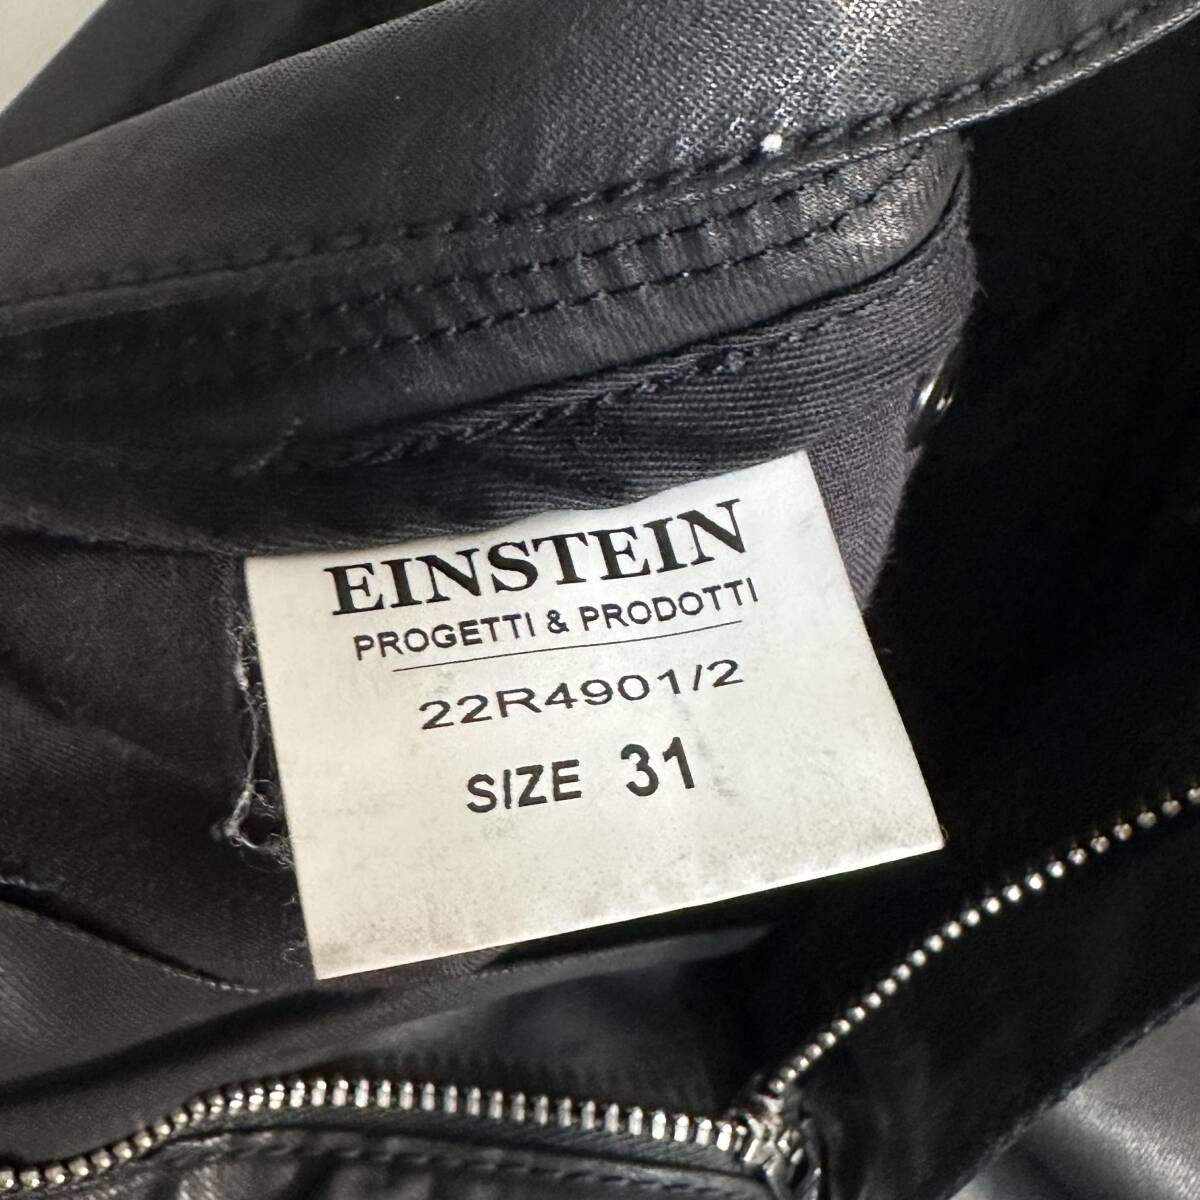 EINSTEIN
PROGETTI & PRODOTTI
22R4901/2
SIZE 31